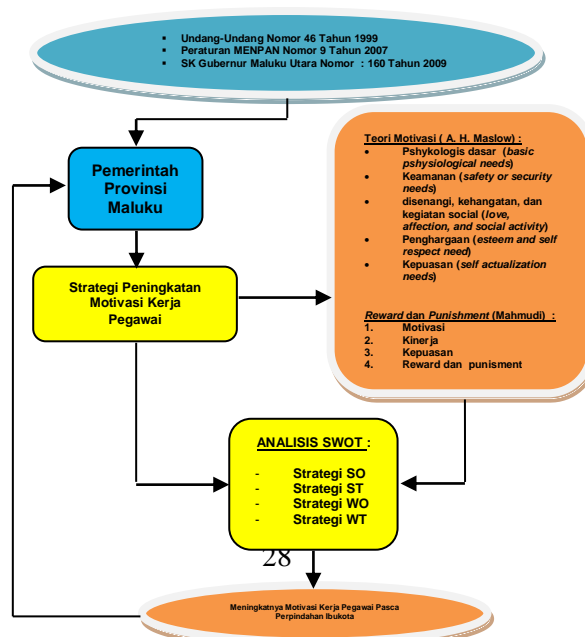 ▪ Undang-Undang Nomor 46 Tahun 1999
▪ Peraturan MENPAN Nomor 9 Tahun 2007
▪ SK Gubernur Maluku Utara Nomor : 160 Tahun 2009
Pemerintah
Provinsi
Maluku
Strategi Peningkatan
Motivasi Kerja
Pegawai
Teori Motivasi ( A. H. Maslow) :
• Pshykologis dasar (basic
pshysiological needs)
• Keamanan (safety or security
needs)
• disenangi, kehangatan, dan
kegiatan social (love,
affection, and social activity)
• Penghargaan (esteem and self
respect need)
• Kepuasan (self actualization
needs)
Reward dan Punishment (Mahmudi) :
1. Motivasi
2. Kinerja
3. Kepuasan
4. Reward dan punisment
ANALISIS SWOT :
- Strategi SO
- Strategi ST
- Strategi WO
- Strategi WT
28
Meningkatnya Motivasi Kerja Pegawai Pasca
Perpindahan Ibukota